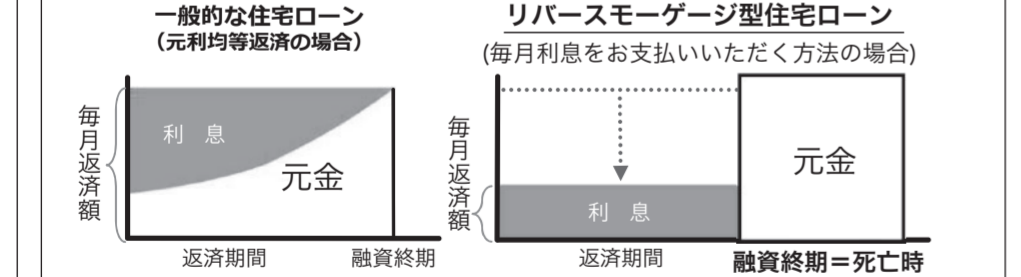 一般的な住宅ローン
(元利均等返済の場合)
毎月返済額
利 息
元金
返済期間
融資終期
リバースモーゲージ型住宅ローン
(毎月利息をお支払いいただく方法の場合)
毎月返済額
利 息
元金
返済期間
融資終期=死亡時